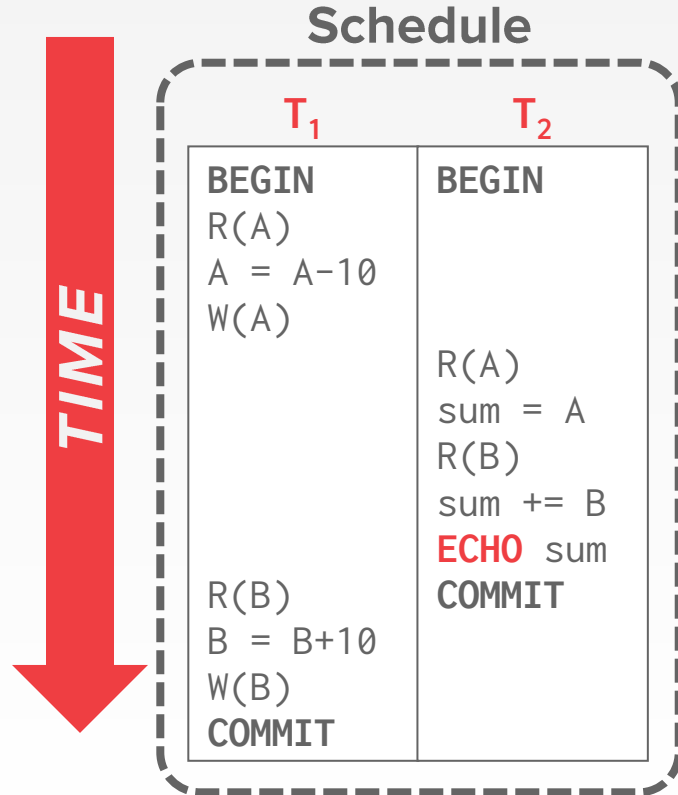 Schedule
TIME
T₁ T₂
BEGIN BEGIN
R(A)
A = A-10
W(A)
R(A)
sum = A
R(B)
sum += B
ECHO sum
R(B) COMMIT
B = B+10
W(B)
COMMIT